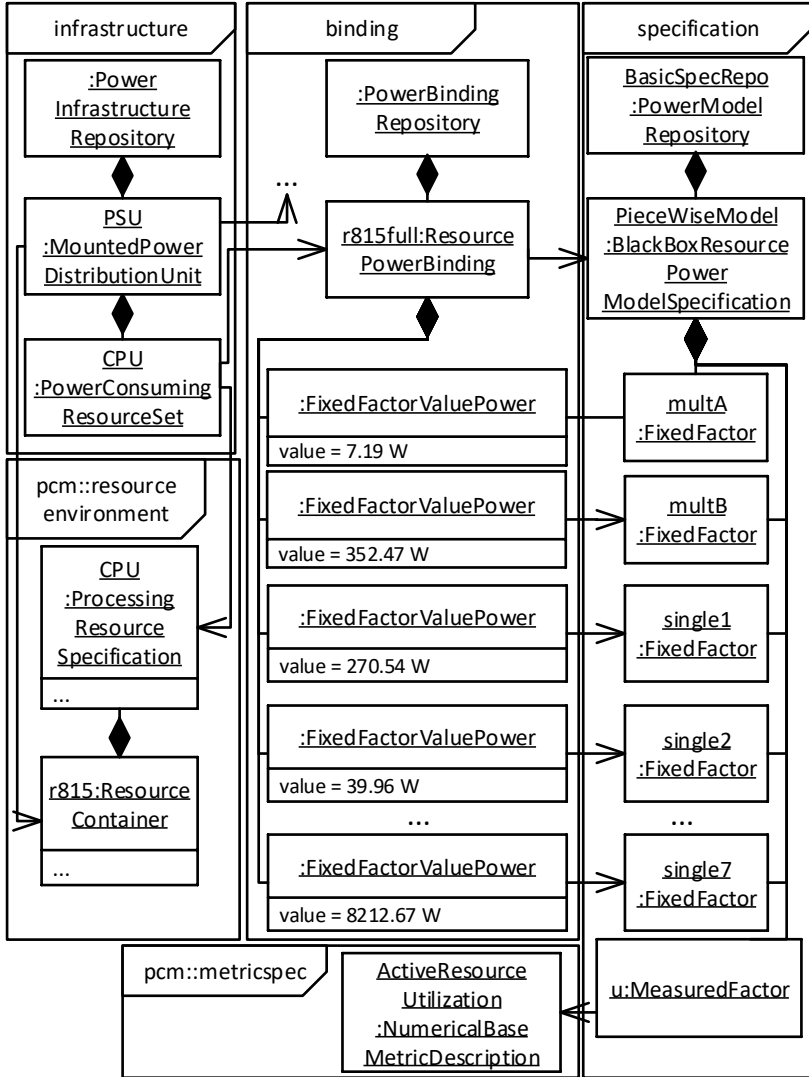 infrastructure
:Power
Infrastructure
Repository
PSU
:MountedPower
DistributionUnit
CPU
:PowerConsuming
ResourceSet
pcm::resource
environment
CPU
:Processing
Resource
Specification
...
r815:Resource
Container
...
binding
:PowerBinding
Repository
...
r815full:Resource
PowerBinding
:FixedFactorValuePower
value = 7.19 W
:FixedFactorValuePower
value = 352.47 W
:FixedFactorValuePower
value = 270.54 W
:FixedFactorValuePower
value = 39.96 W
...
:FixedFactorValuePower
value = 8212.67 W
specification
BasicSpecRepo
:PowerModel
Repository
PieceWiseModel
:BlackBoxResource
Power
ModelSpecification
multA
:FixedFactor
multB
:FixedFactor
single1
:FixedFactor
single2
:FixedFactor
...
single7
:FixedFactor
u:MeasuredFactor
pcm::metricspec
ActiveResource
Utilization
:NumericalBase
MetricDescription